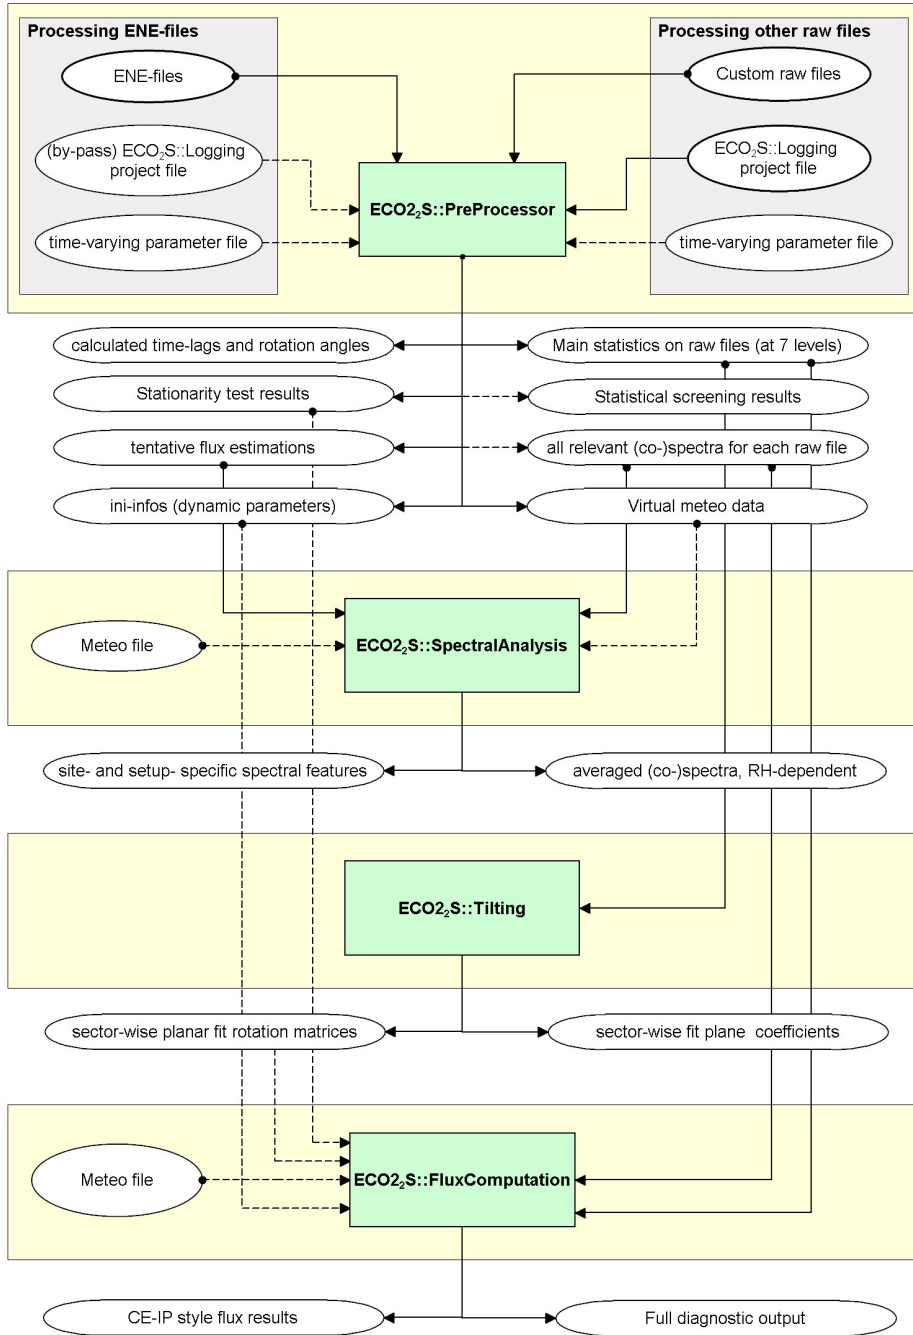 Processing ENE-files
Processing other raw files
ENE-files
Custom raw files
(by-pass) ECO₂S::Logging
project file
ECO₂S::Logging
project file
ECO2₂S::PreProcessor
time-varying parameter file
time-varying parameter file
calculated time-lags and rotation angles
Main statistics on raw files (at 7 levels)
Stationarity test results
Statistical screening results
tentative flux estimations
all relevant (co-)spectra for each raw file
ini-infos (dynamic parameters)
Virtual meteo data
Meteo file
ECO2₂S::SpectralAnalysis
site- and setup- specific spectral features
averaged (co-)spectra, RH-dependent
ECO2₂S::Tilting
sector-wise planar fit rotation matrices
sector-wise fit plane coefficients
Meteo file
ECO2₂S::FluxComputation
CE-IP style flux results
Full diagnostic output